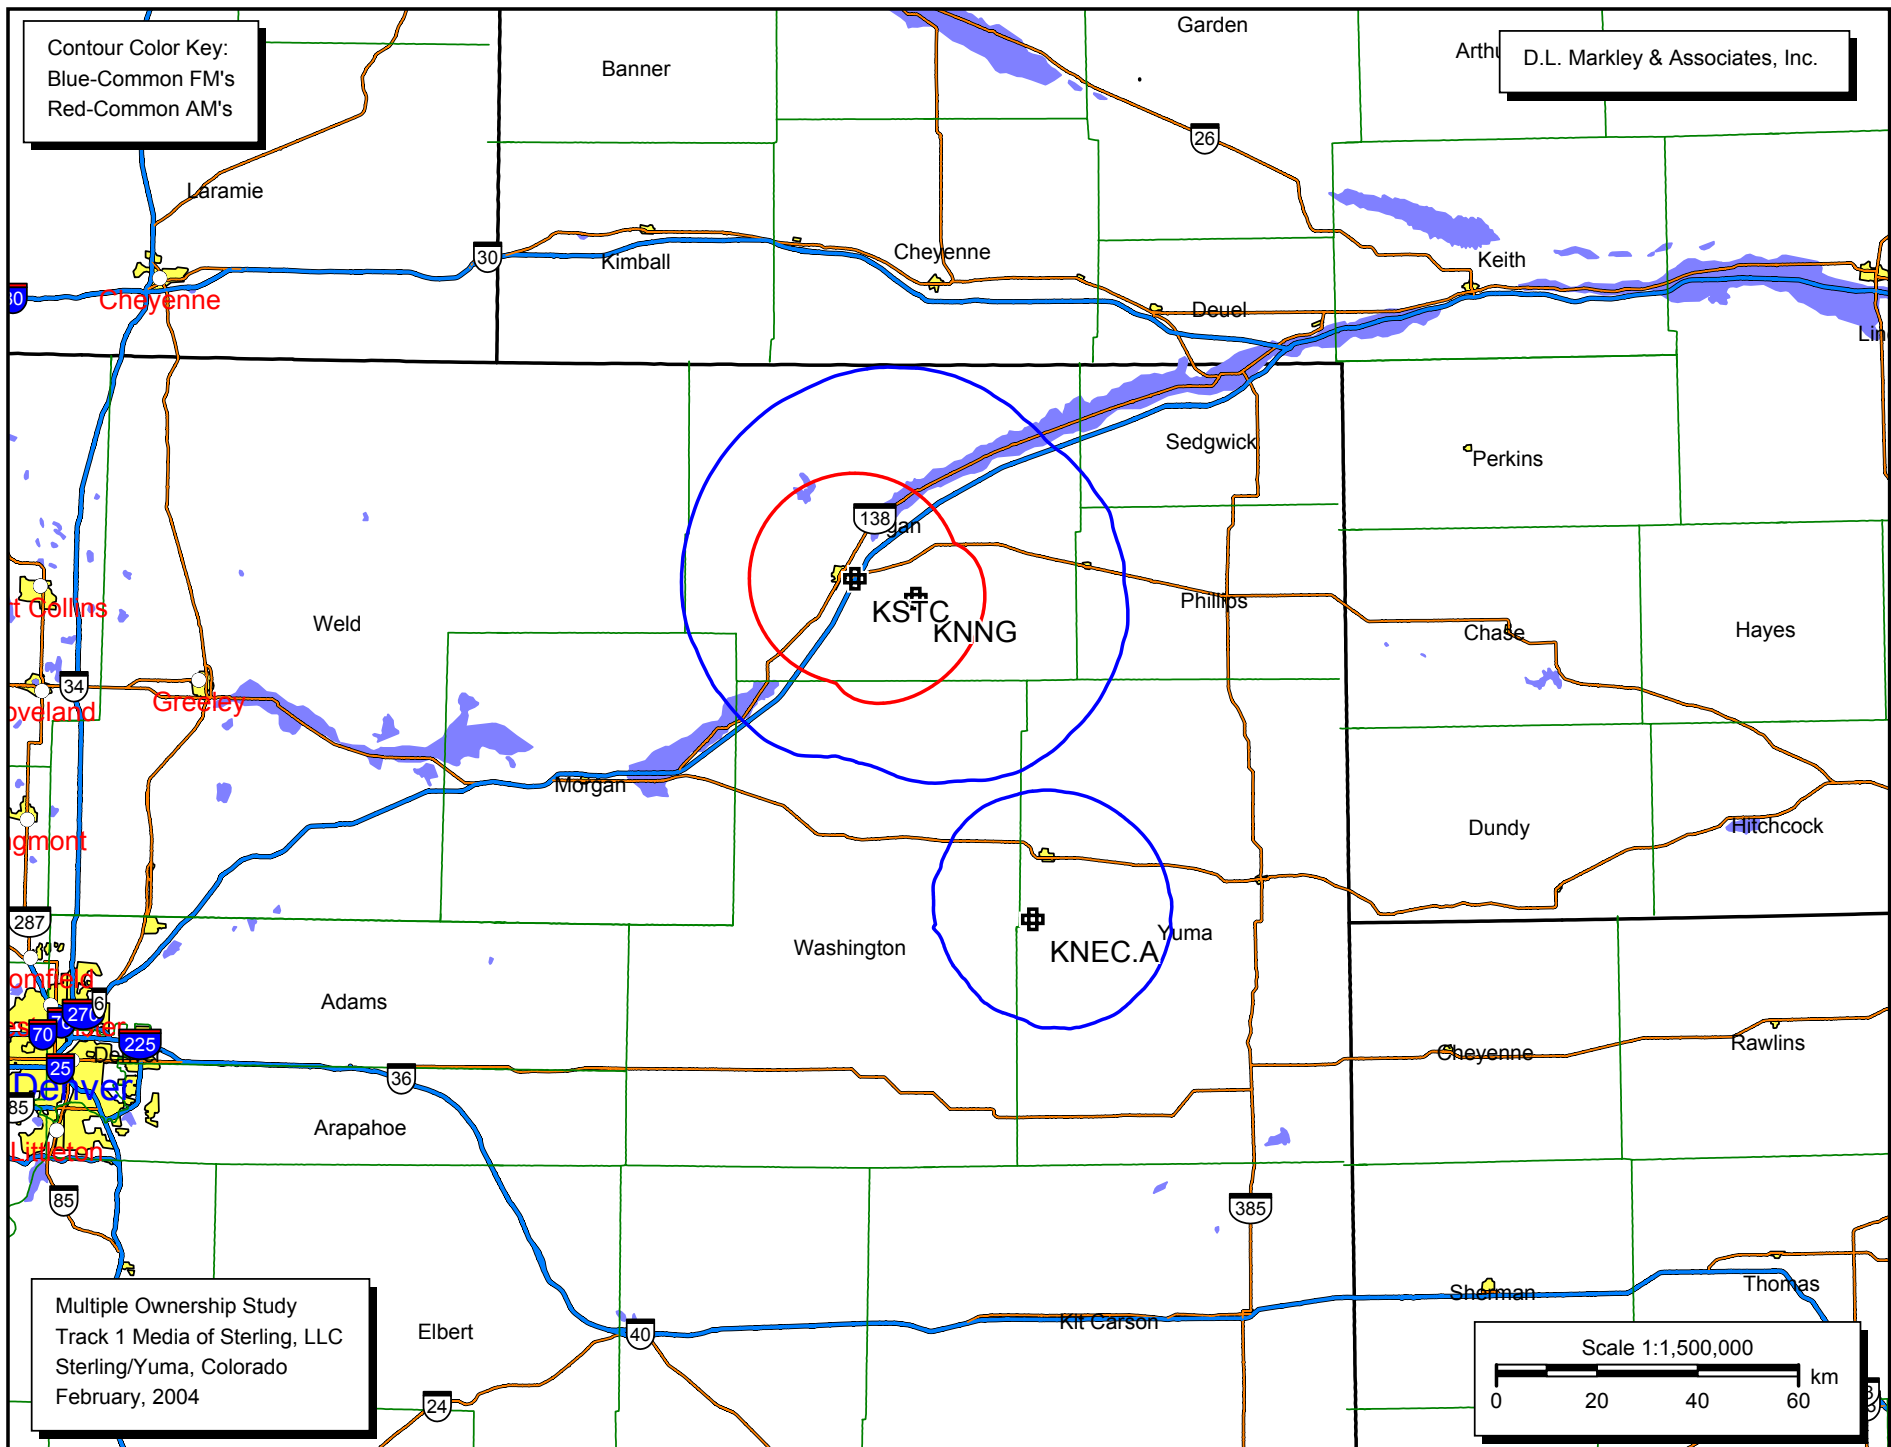 Contour Color Key:
Blue-Common FM's
Red-Common AM's
D.L. Markley & Associates, Inc.
Garden
Banner
26
Laramie
Cheyenne
30
Kimball
Keith
80
Cheyenne
Deuel
Sedgwick
Perkins
138
Weld
KSTC
KNNG
Phillips
Chase
Hayes
34
Greeley
Morgan
Dundy
Hitchcock
287
Washington
KNEC.A
Yuma
Adams
6
270
70
225
25
Denver
Denver
Cheyenne
Rawlins
36
85
Arapahoe
Littleton
85
385
Elbert
40
Kit Carson
Sherman
Thomas
24
Multiple Ownership Study
Track 1 Media of Sterling, LLC
Sterling/Yuma, Colorado
February, 2004
Scale 1:1,500,000
km
0 20 40 60